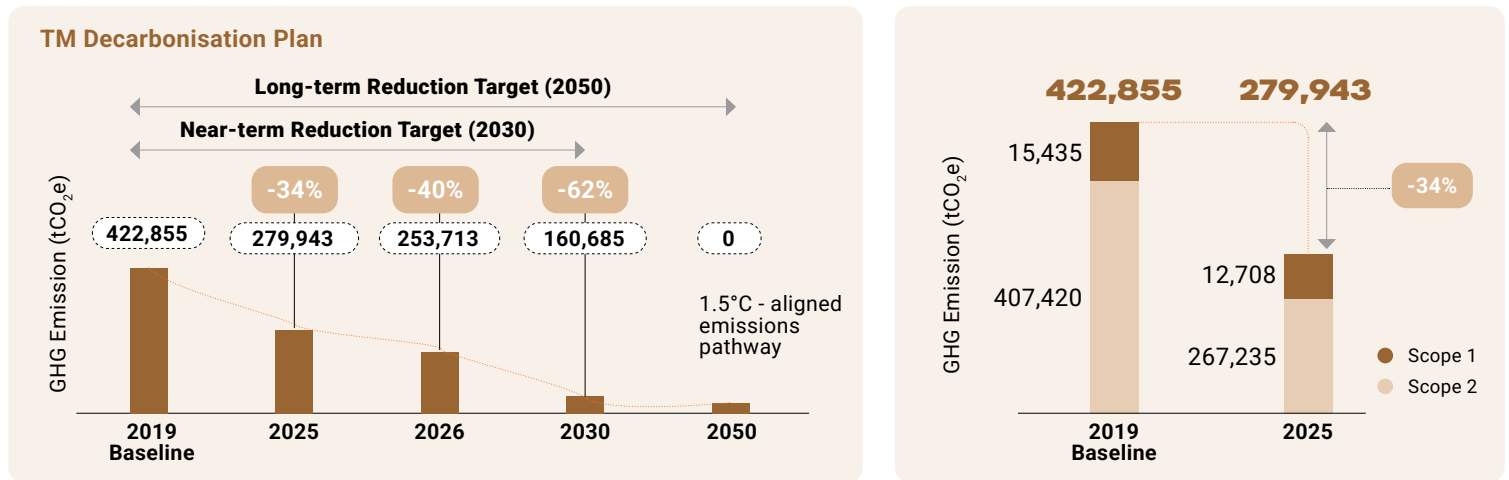 TM Decarbonisation Plan
Long-term Reduction Target (2050)
Near-term Reduction Target (2030)
GHG Emission (tCO₂e)
-34%
-40%
-62%
422,855
279,943
253,713
160,685
0
1.5°C - aligned
emissions
pathway
2019
Baseline
2025
2026
2030
2050
422,855
279,943
GHG Emission (tCO₂e)
15,435
407,420
12,708
267,235
-34%
Scope 1
Scope 2
2019
Baseline
2025